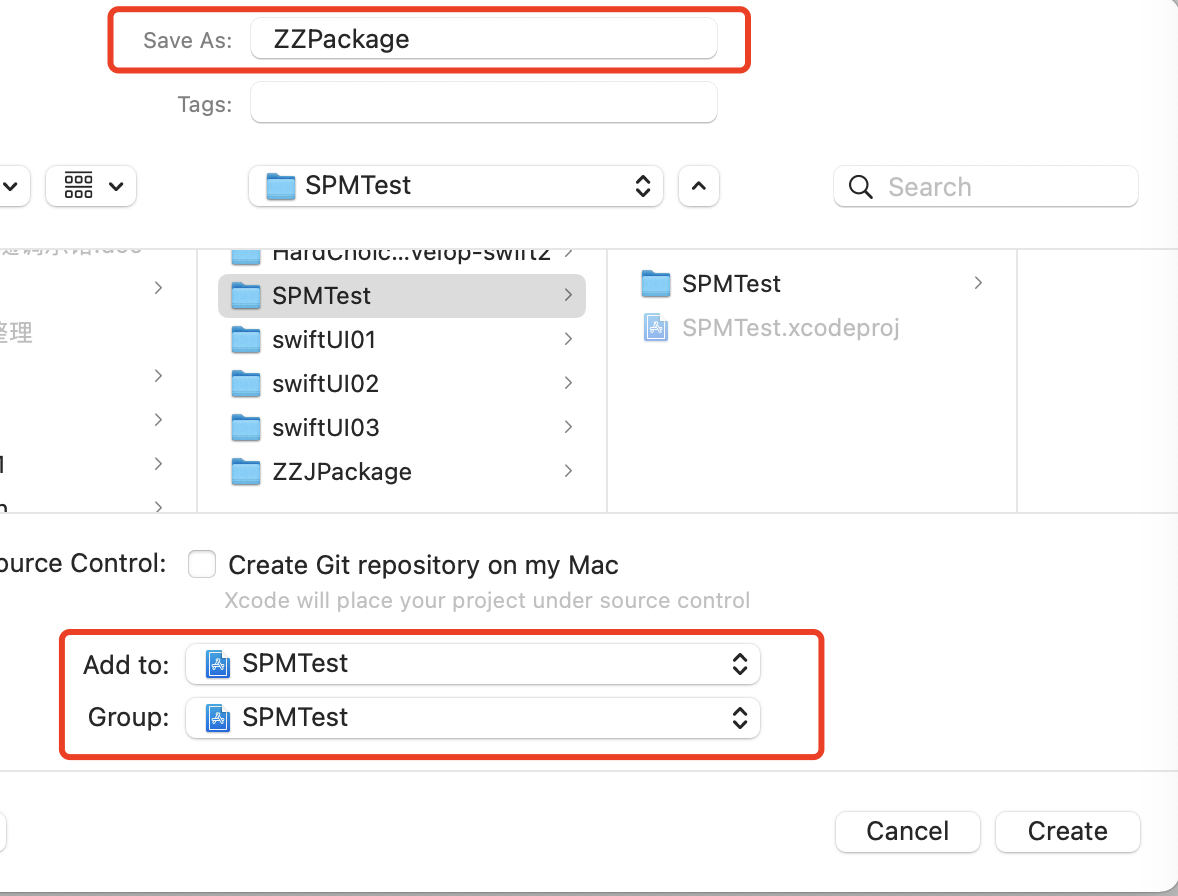 Save As: ZZPackage
Tags:
SPMTest
Search
HardChoic...velop-swift2
SPMTest
SPMTest
整理
swiftUI01
SPMTest.xcodeproj
swiftUI02
swiftUI03
ZZJPackage
ource Control: Create Git repository on my Mac
Xcode will place your project under source control
Add to: SPMTest
Group: SPMTest
Cancel
Create